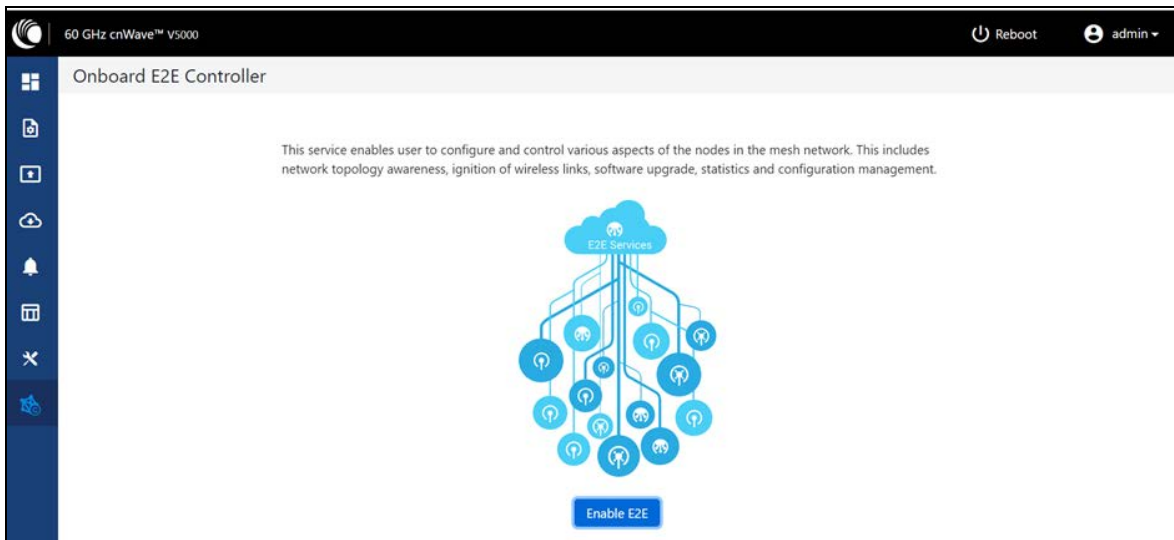 60 GHz cnWave™ V5000
Reboot
admin
Onboard E2E Controller
This service enables user to configure and control various aspects of the nodes in the mesh network. This includes
network topology awareness, ignition of wireless links, software upgrade, statistics and configuration management.
E2E Services
Enable E2E